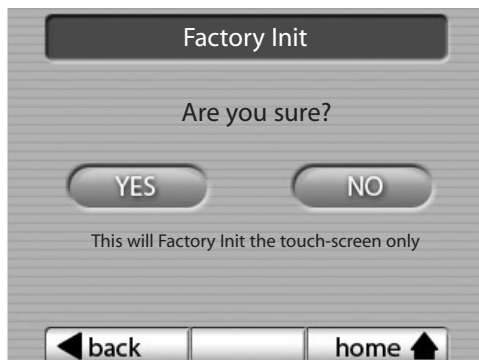 Factory Init
Are you sure?
YES NO
This will Factory Init the touch-screen only
back home